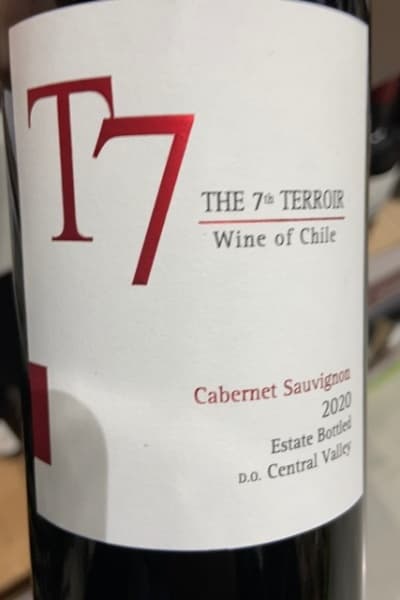 T7
THE 7th TERROIR
Wine of Chile
Cabernet Sauvignon
2020
Estate Bottled
D.O. Central Valley